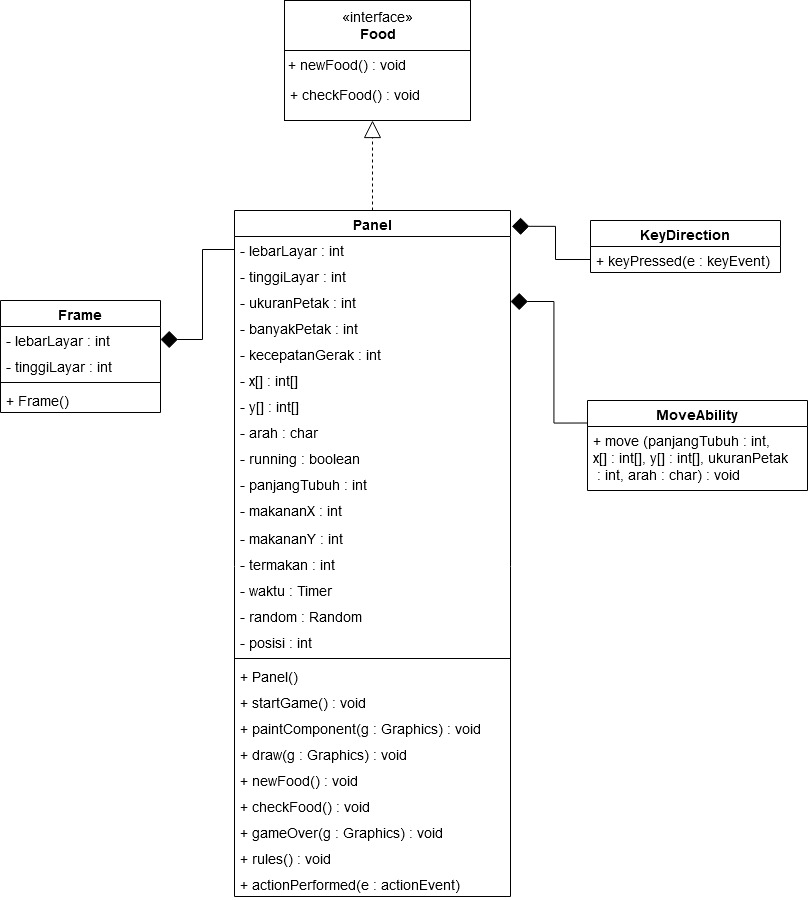 «interface»
Food
+ newFood() : void
+ checkFood() : void
Panel
- lebarLayar : int
- tinggiLayar : int
- ukuranPetak : int
- banyakPetak : int
- kecepatanGerak : int
- x[] : int[]
- y[] : int[]
- arah : char
- running : boolean
- panjangTubuh : int
- makananX : int
- makananY : int
- termakan : int
- waktu : Timer
- random : Random
- posisi : int
+ Panel()
+ startGame() : void
+ paintComponent(g : Graphics) : void
+ draw(g : Graphics) : void
+ newFood() : void
+ checkFood() : void
+ gameOver(g : Graphics) : void
+ rules() : void
+ actionPerformed(e : actionEvent)
Frame
- lebarLayar : int
- tinggiLayar : int
+ Frame()
KeyDirection
+ keyPressed(e : keyEvent)
MoveAbility
+ move (panjangTubuh : int,
x[] : int[], y[] : int[], ukuranPetak
: int, arah : char) : void